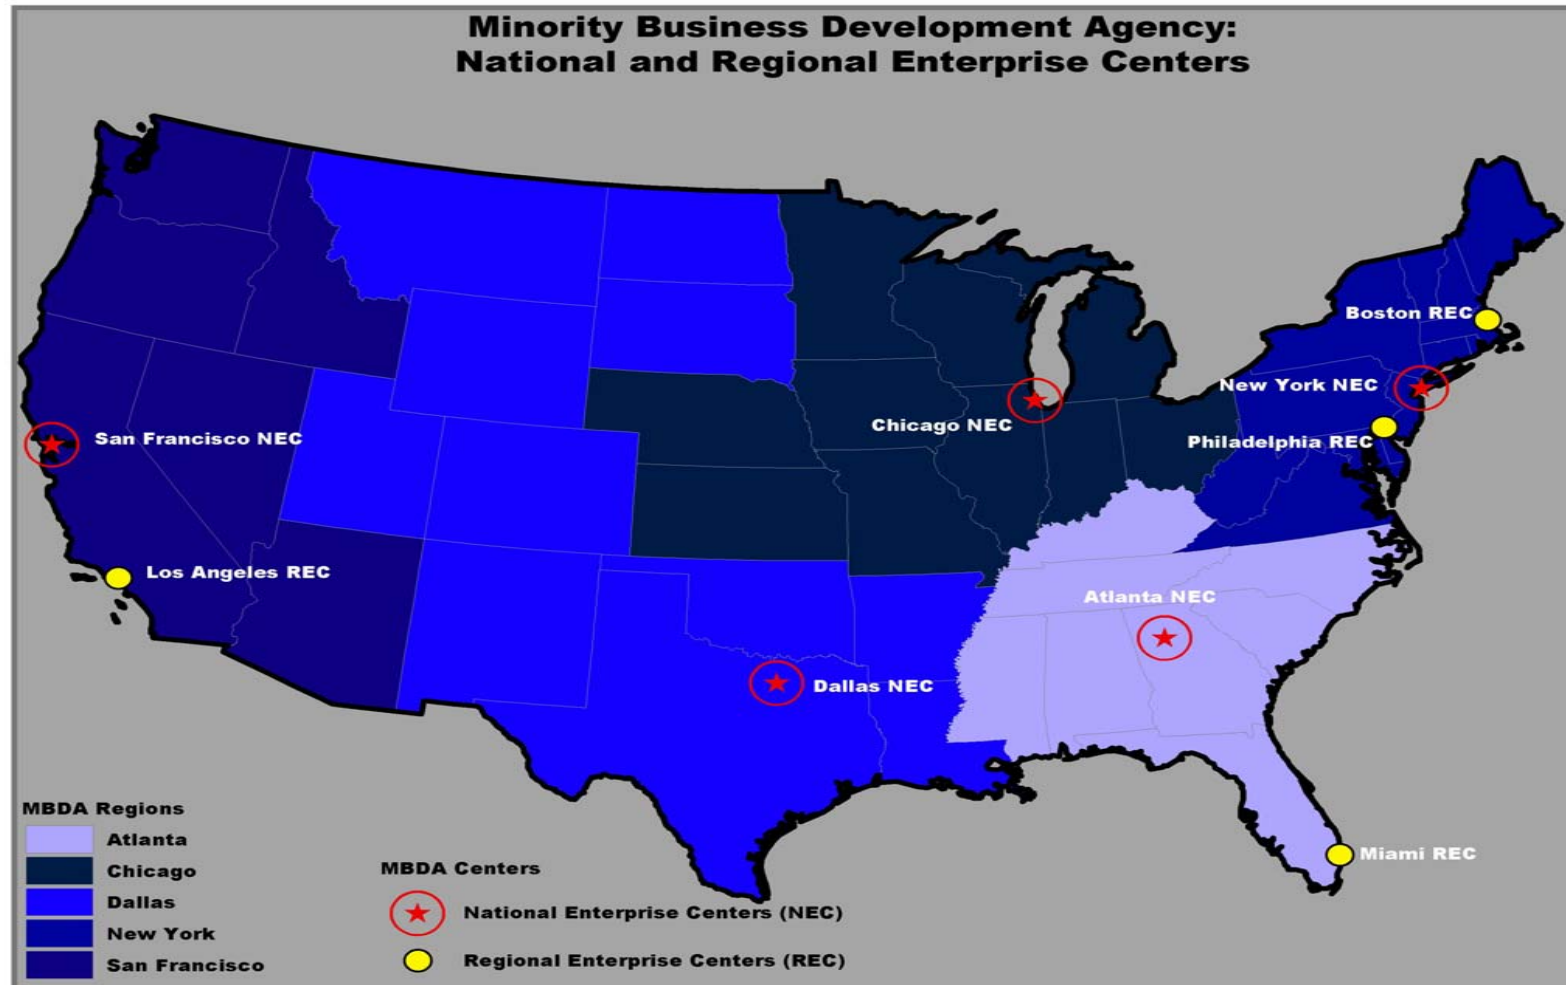 Minority Business Development Agency:
National and Regional Enterprise Centers
Boston REC
New York NEC
Chicago NEC
San Francisco NEC
Philadelphia REC
Los Angeles REC
Atlanta NEC
Dallas NEC
Miami REC
MBDA Regions
Atlanta
Chicago
Dallas
New York
San Francisco
MBDA Centers
National Enterprise Centers (NEC)
Regional Enterprise Centers (REC)